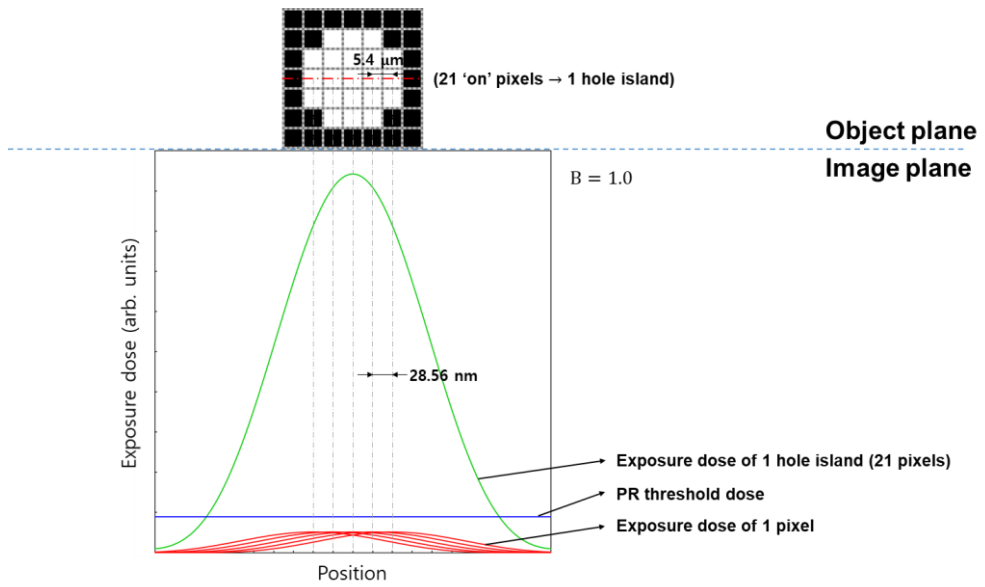 5.4 μm
(21 ‘on’ pixels → 1 hole island)
Object plane
Image plane
B = 1.0
Exposure dose (arb. units)
28.56 nm
Exposure dose of 1 hole island (21 pixels)
PR threshold dose
Exposure dose of 1 pixel
Position